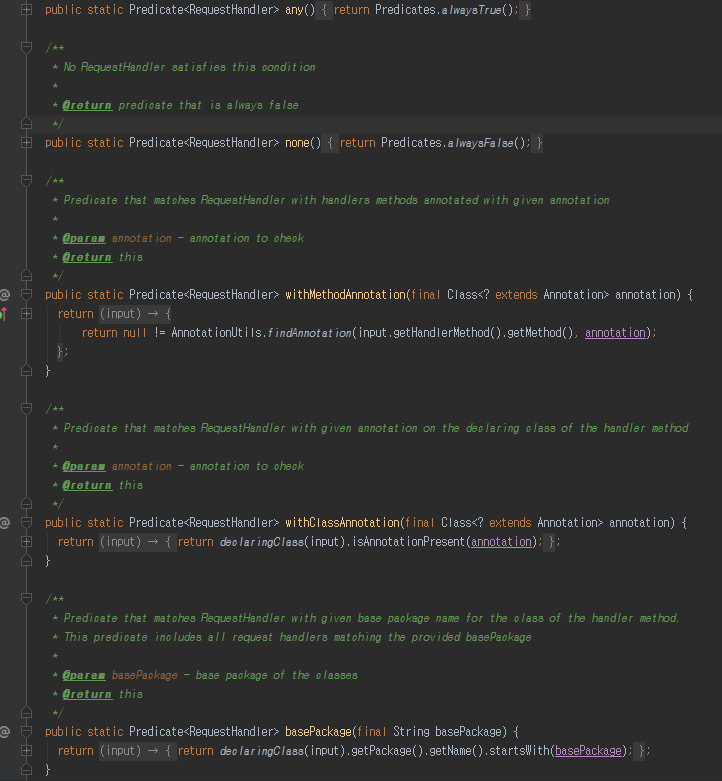 public static Predicate<RequestHandler> any() { return Predicates.alwaysTrue(); }
/**
* No RequestHandler satisfies this condition
*
* @return predicate that is always false
*/
public static Predicate<RequestHandler> none() { return Predicates.alwaysFalse(); }
/**
* Predicate that matches RequestHandler with handlers methods annotated with given annotation
*
* @param annotation - annotation to check
* @return this
*/
public static Predicate<RequestHandler> withMethodAnnotation(final Class<? extends Annotation> annotation) {
return (input) → {
return null != AnnotationUtils.findAnnotation(input.getHandlerMethod().getMethod(), annotation);
};
}
/**
* Predicate that matches RequestHandler with given annotation on the declaring class of the handler method
*
* @param annotation - annotation to check
* @return this
*/
public static Predicate<RequestHandler> withClassAnnotation(final Class<? extends Annotation> annotation) {
return (input) → { return declaringClass(input).isAnnotationPresent(annotation); };
}
/**
* Predicate that matches RequestHandler with given base package name for the class of the handler method.
* This predicate includes all request handlers matching the provided basePackage
*
* @param basePackage - base package of the classes
* @return this
*/
public static Predicate<RequestHandler> basePackage(final String basePackage) {
return (input) → { return declaringClass(input).getPackage().getName().startsWith(basePackage); };
}